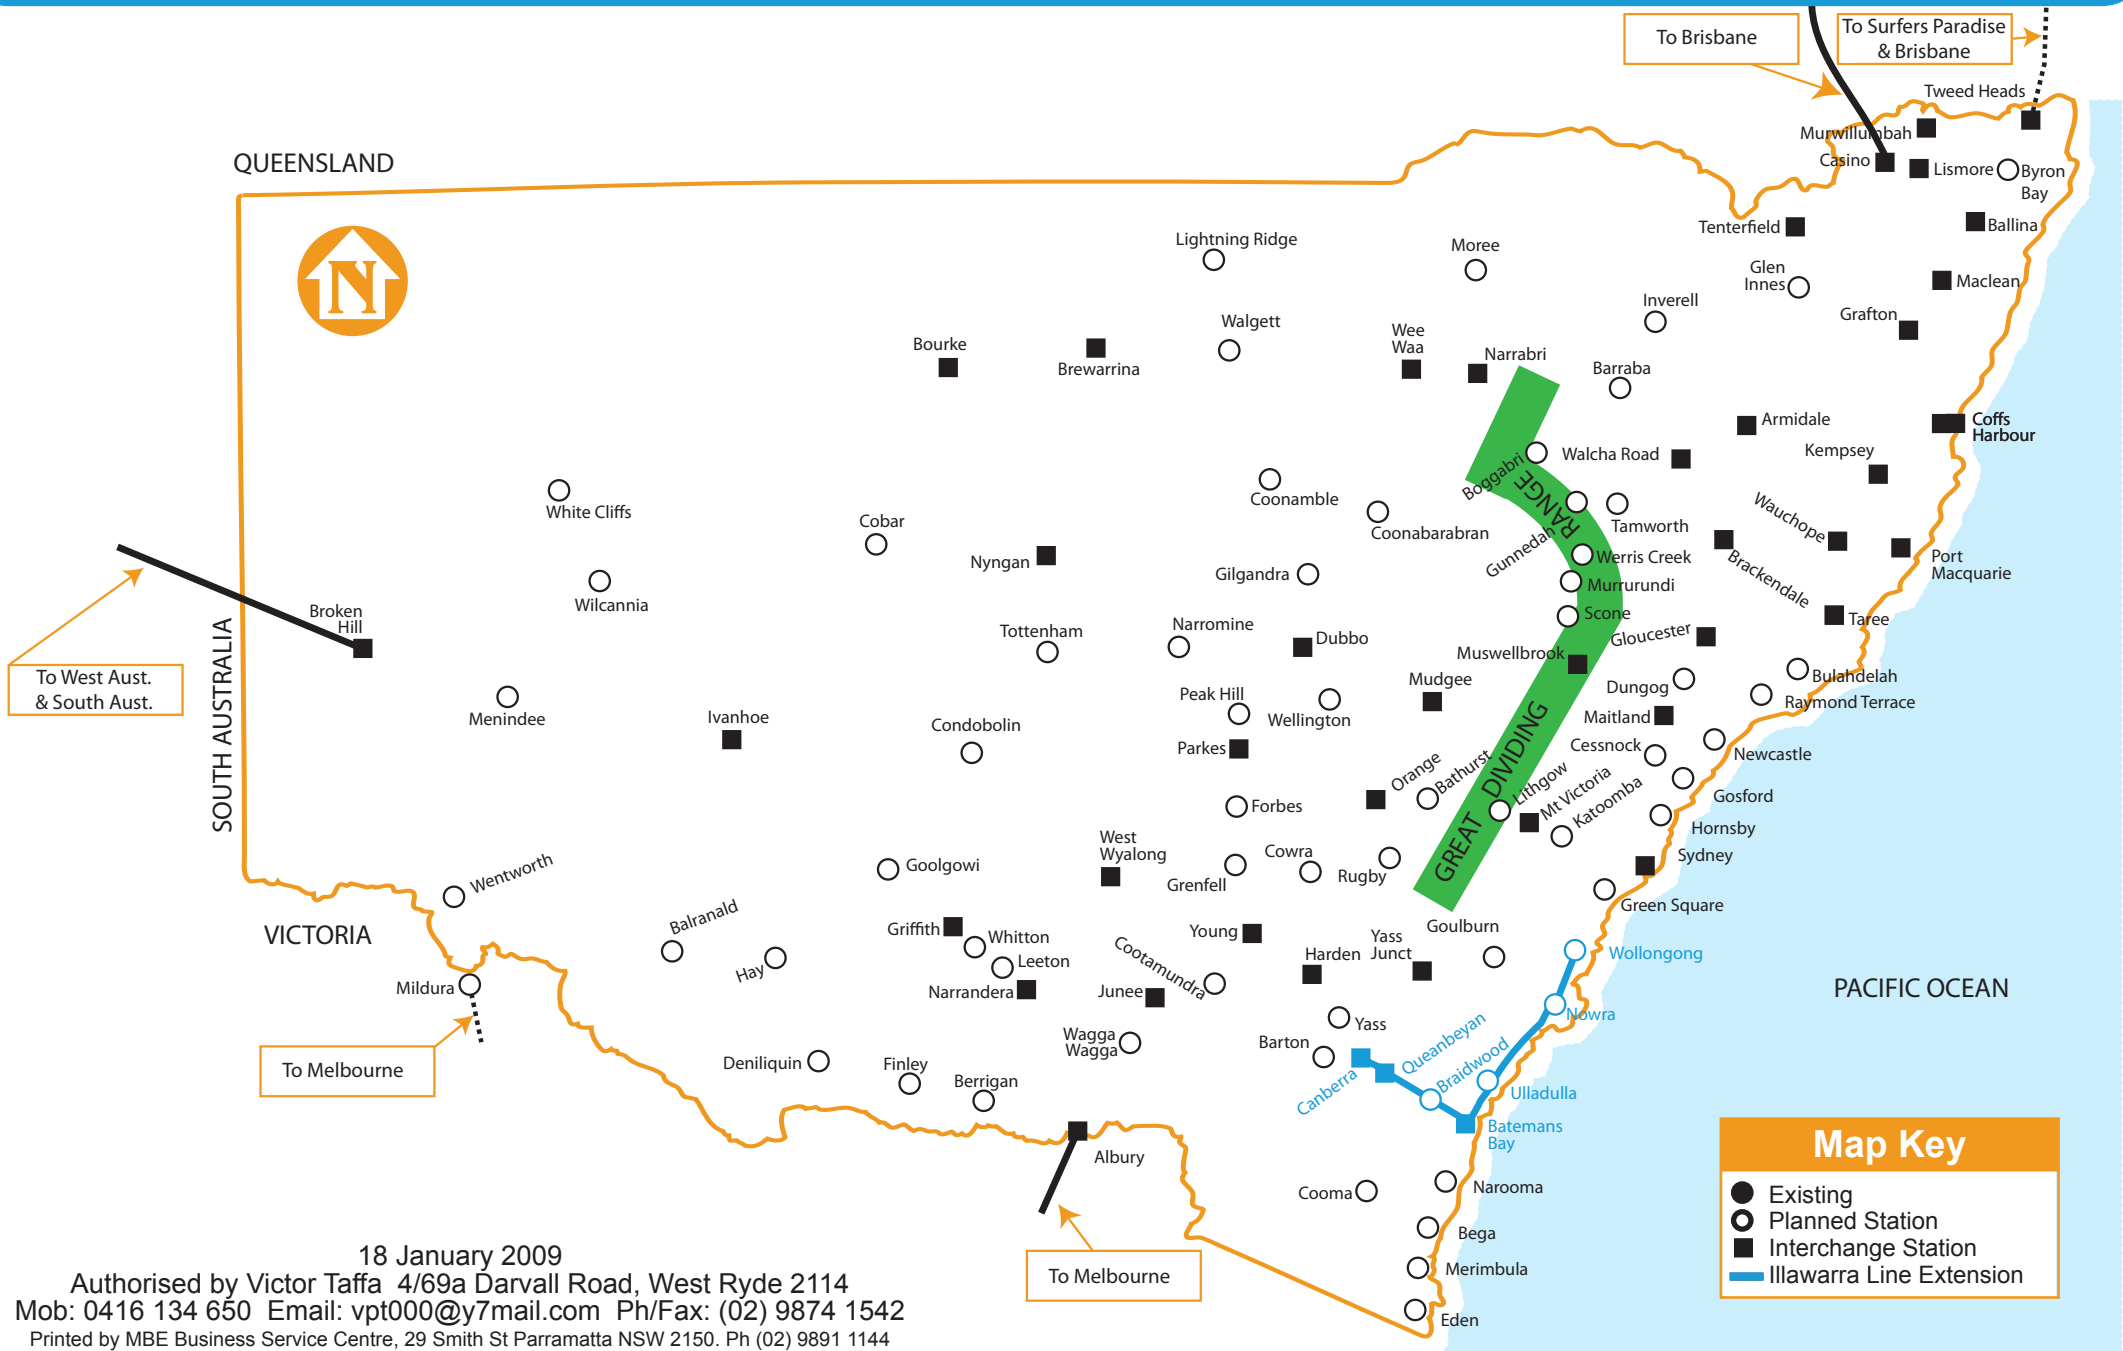 To Brisbane
To Surfers Paradise
& Brisbane
Tweed Heads
Murwillumbah
Casino
Lismore
Byron
Bay
QUEENSLAND
N
Lightning Ridge
Moree
Tenterfield
Ballina
Glen
Innes
Maclean
Inverell
Grafton
Walgett
Wee
Waa
Bourke
Brewarrina
Narrabri
Barraba
Armidale
Coffs
Harbour
Kempsey
Walcha Road
Boggabri
White Cliffs
Coonamble
Cobar
Coonabarabran
Tamworth
Wauchope
Gunnedah
Werris Creek
Nyngan
Gilgandra
Murrurundi
Brackendale
Port
Macquarie
Wilcannia
Broken
Hill
Scone
Taree
Tottenham
Narromine
Dubbo
Gloucester
Muswellbrook
To West Aust.
& South Aust.
SOUTH AUSTRALIA
Menindee
Ivanhoe
Condobolin
Peak Hill
Wellington
Mudgee
Dungog
Bulahdelah
Raymond Terrace
Maitland
Parkes
Cessnock
Newcastle
GREAT DIVIDING RANGE
Orange
Bathurst
Lithgow
Mt Victoria
Katoomba
Gosford
Forbes
Hornsby
Sydney
West
Wyalong
Goolgowi
Grenfell
Cowra
Rugby
Wentworth
Green Square
VICTORIA
Balranald
Hay
Griffith
Whitton
Leeton
Narrandera
Young
Cootamundra
Harden
Yass
Junct
Goulburn
Wollongong
Mildura
Junee
PACIFIC OCEAN
Nowra
Yass
Wagga
Wagga
Barton
Queanbeyan
Braidwood
Canberra
Ulladulla
Batemans
Bay
To Melbourne
Deniliquin
Finley
Berrigan
Albury
Cooma
Narooma
Bega
Merimbula
Eden
To Melbourne
Map Key
Existing
Planned Station
Interchange Station
Illawarra Line Extension
18 January 2009
Authorised by Victor Taffa 4/69a Darvall Road, West Ryde 2114
Mob: 0416 134 650 Email: vpt000@y7mail.com Ph/Fax: (02) 9874 1542
Printed by MBE Business Service Centre, 29 Smith St Parramatta NSW 2150. Ph (02) 9891 1144